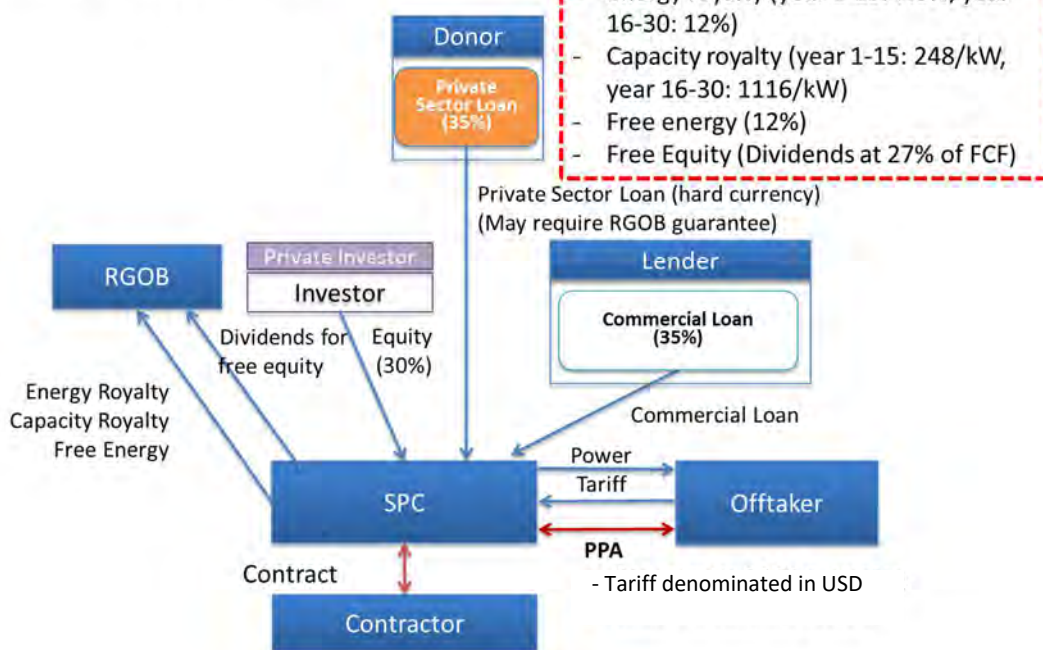 16-30: 12%)
- Capacity royalty (year 1-15: 248/kW,
year 16-30: 1116/kW)
- Free energy (12%)
- Free Equity (Dividends at 27% of FCF)
Donor
Private
Sector Loan
(35%)
Private Sector Loan (hard currency)
(May require RGOB guarantee)
RGOB
Private Investor
Investor
Lender
Commercial Loan
(35%)
Dividends for
free equity
Equity
(30%)
Energy Royalty
Capacity Royalty
Free Energy
Commercial Loan
SPC
Power
Tariff
Offtaker
PPA
- Tariff denominated in USD
Contract
Contractor